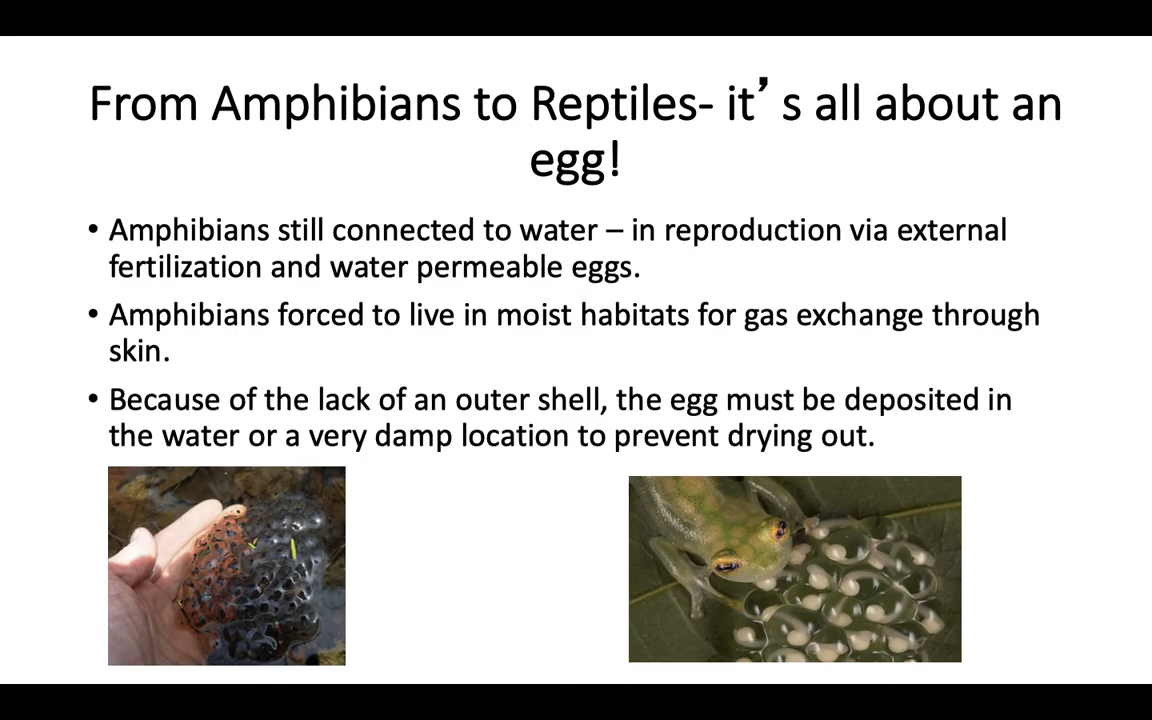 From Amphibians to Reptiles- it’s all about an
egg!
• Amphibians still connected to water – in reproduction via external
fertilization and water permeable eggs.
• Amphibians forced to live in moist habitats for gas exchange through
skin.
• Because of the lack of an outer shell, the egg must be deposited in
the water or a very damp location to prevent drying out.